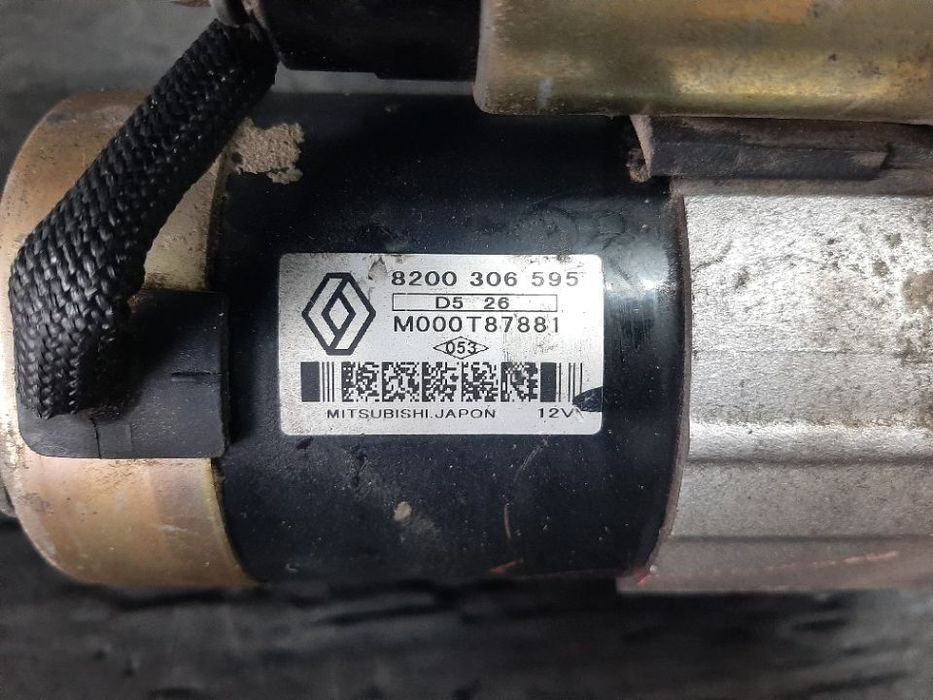 8200 306 595
D5 26
M000T87881
053
MITSUBISHI.JAPON 12V